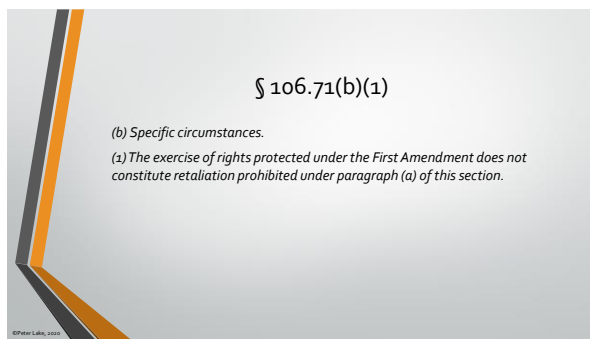 § 106.71(b)(1)
(b) Specific circumstances.
(1) The exercise of rights protected under the First Amendment does not
constitute retaliation prohibited under paragraph (a) of this section.
©Peter Lake, 2020